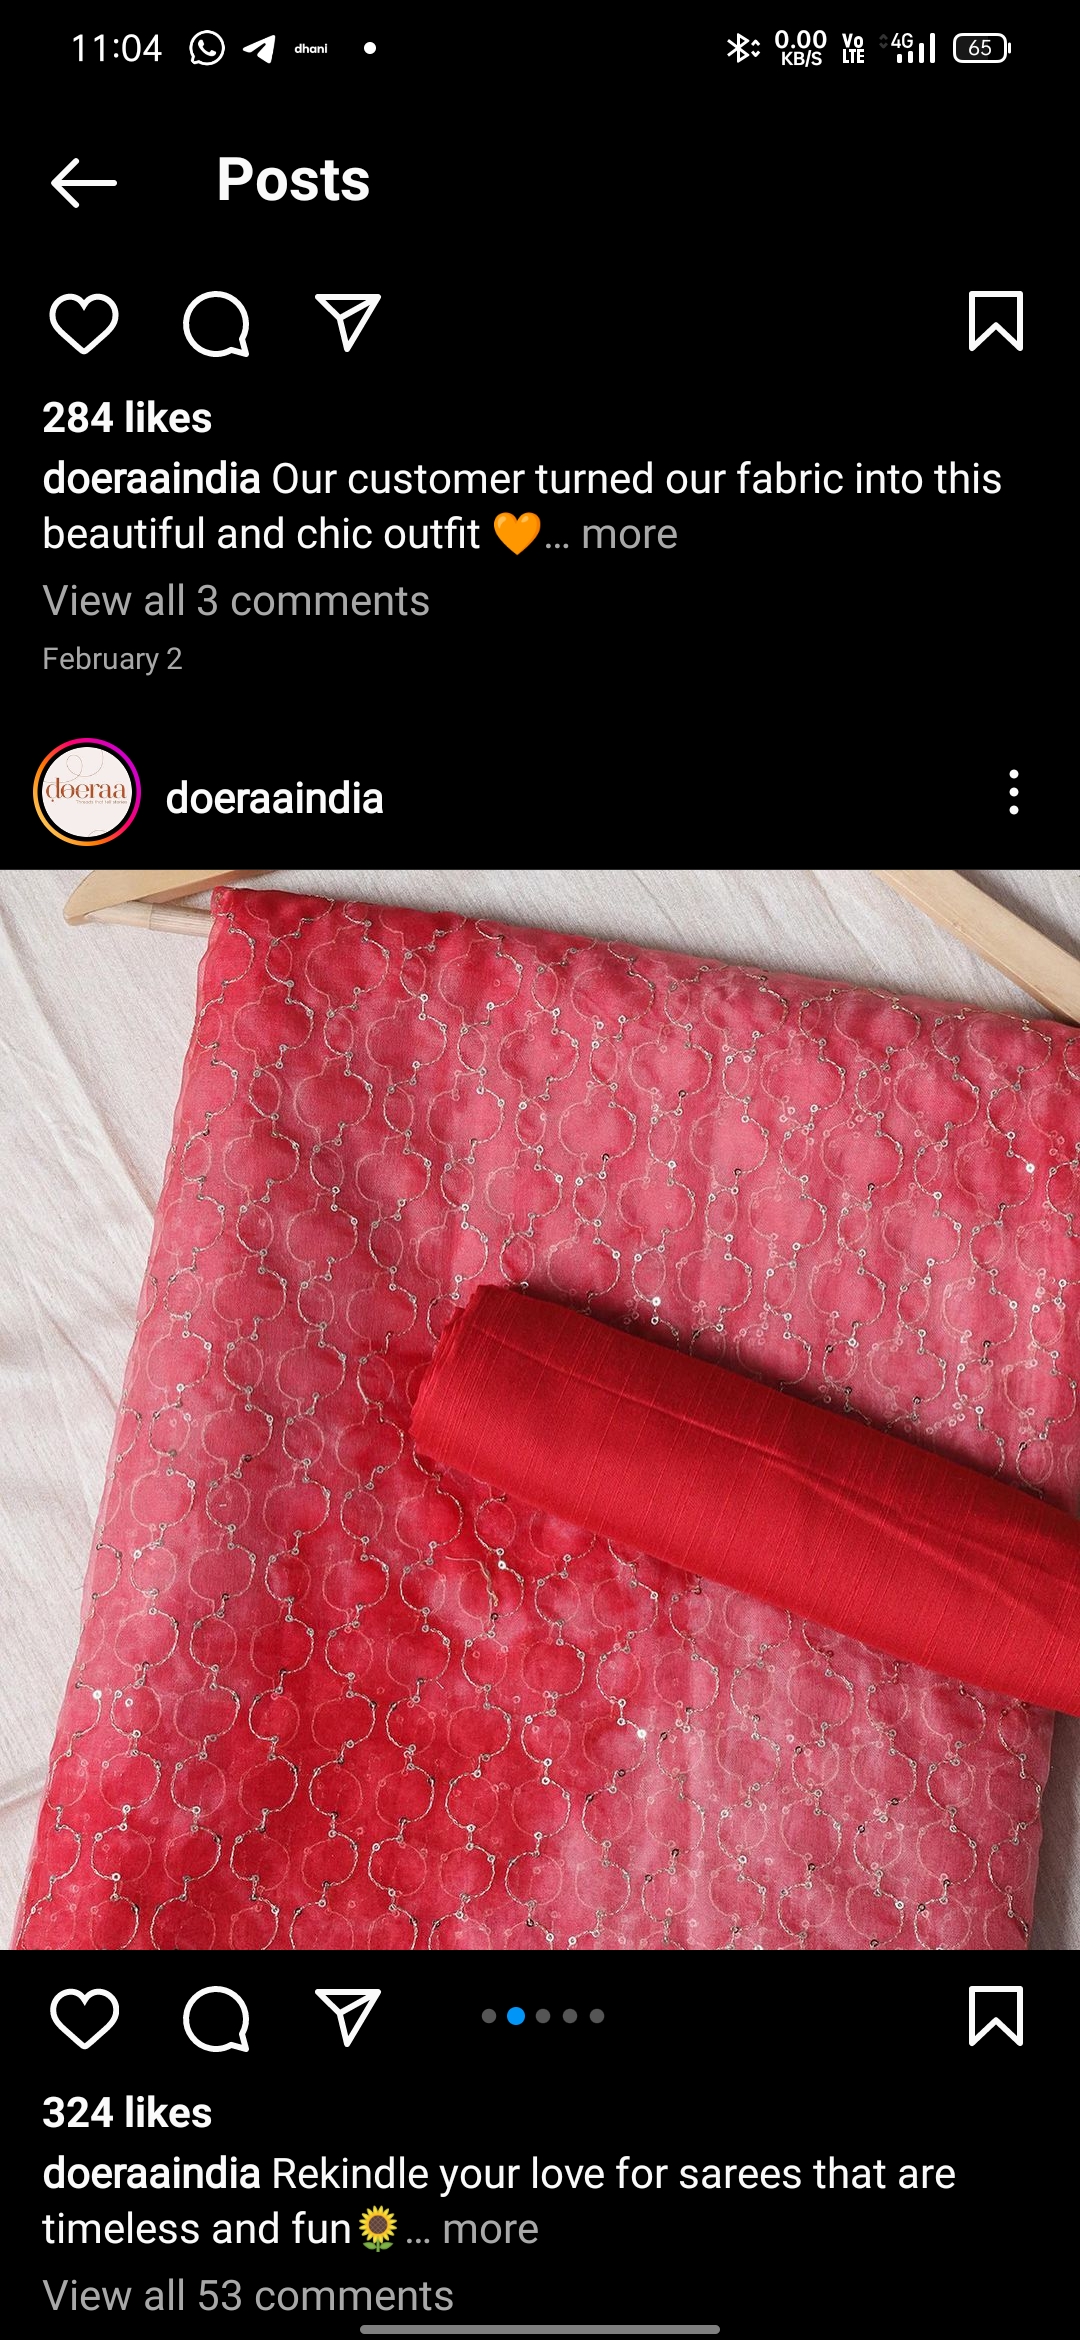 11:04 dhani 0.00 KB/S Vo LTE 4G 65
Posts
284 likes
doeraaindia Our customer turned our fabric into this
beautiful and chic outfit 🧡... more
View all 3 comments
February 2
doeraa
doeraaindia
324 likes
doeraaindia Rekindle your love for sarees that are
timeless and fun🌻... more
View all 53 comments